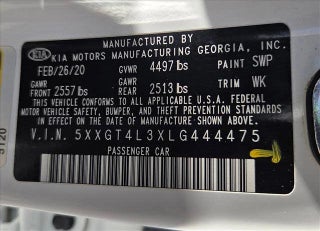 MANUFACTURED BY
KIA KIA MOTORS MANUFACTURING GEORGIA, INC.
FEB/26/20 GVWR 4497 lbs PAINT SWP
GAWR FRONT 2557 lbs GAWR REAR 2513 lbs TRIM WK
THIS VEHICLE CONFORMS TO ALL APPLICABLE U.S.A. FEDERAL
MOTOR VEHICLE SAFETY, BUMPER, AND THEFT PREVENTION STANDARDS
IN EFFECT ON THE DATE OF MANUFACTURE SHOWN ABOVE.
V.I.N. 5XXGT4L3XLG444475
PASSENGER CAR